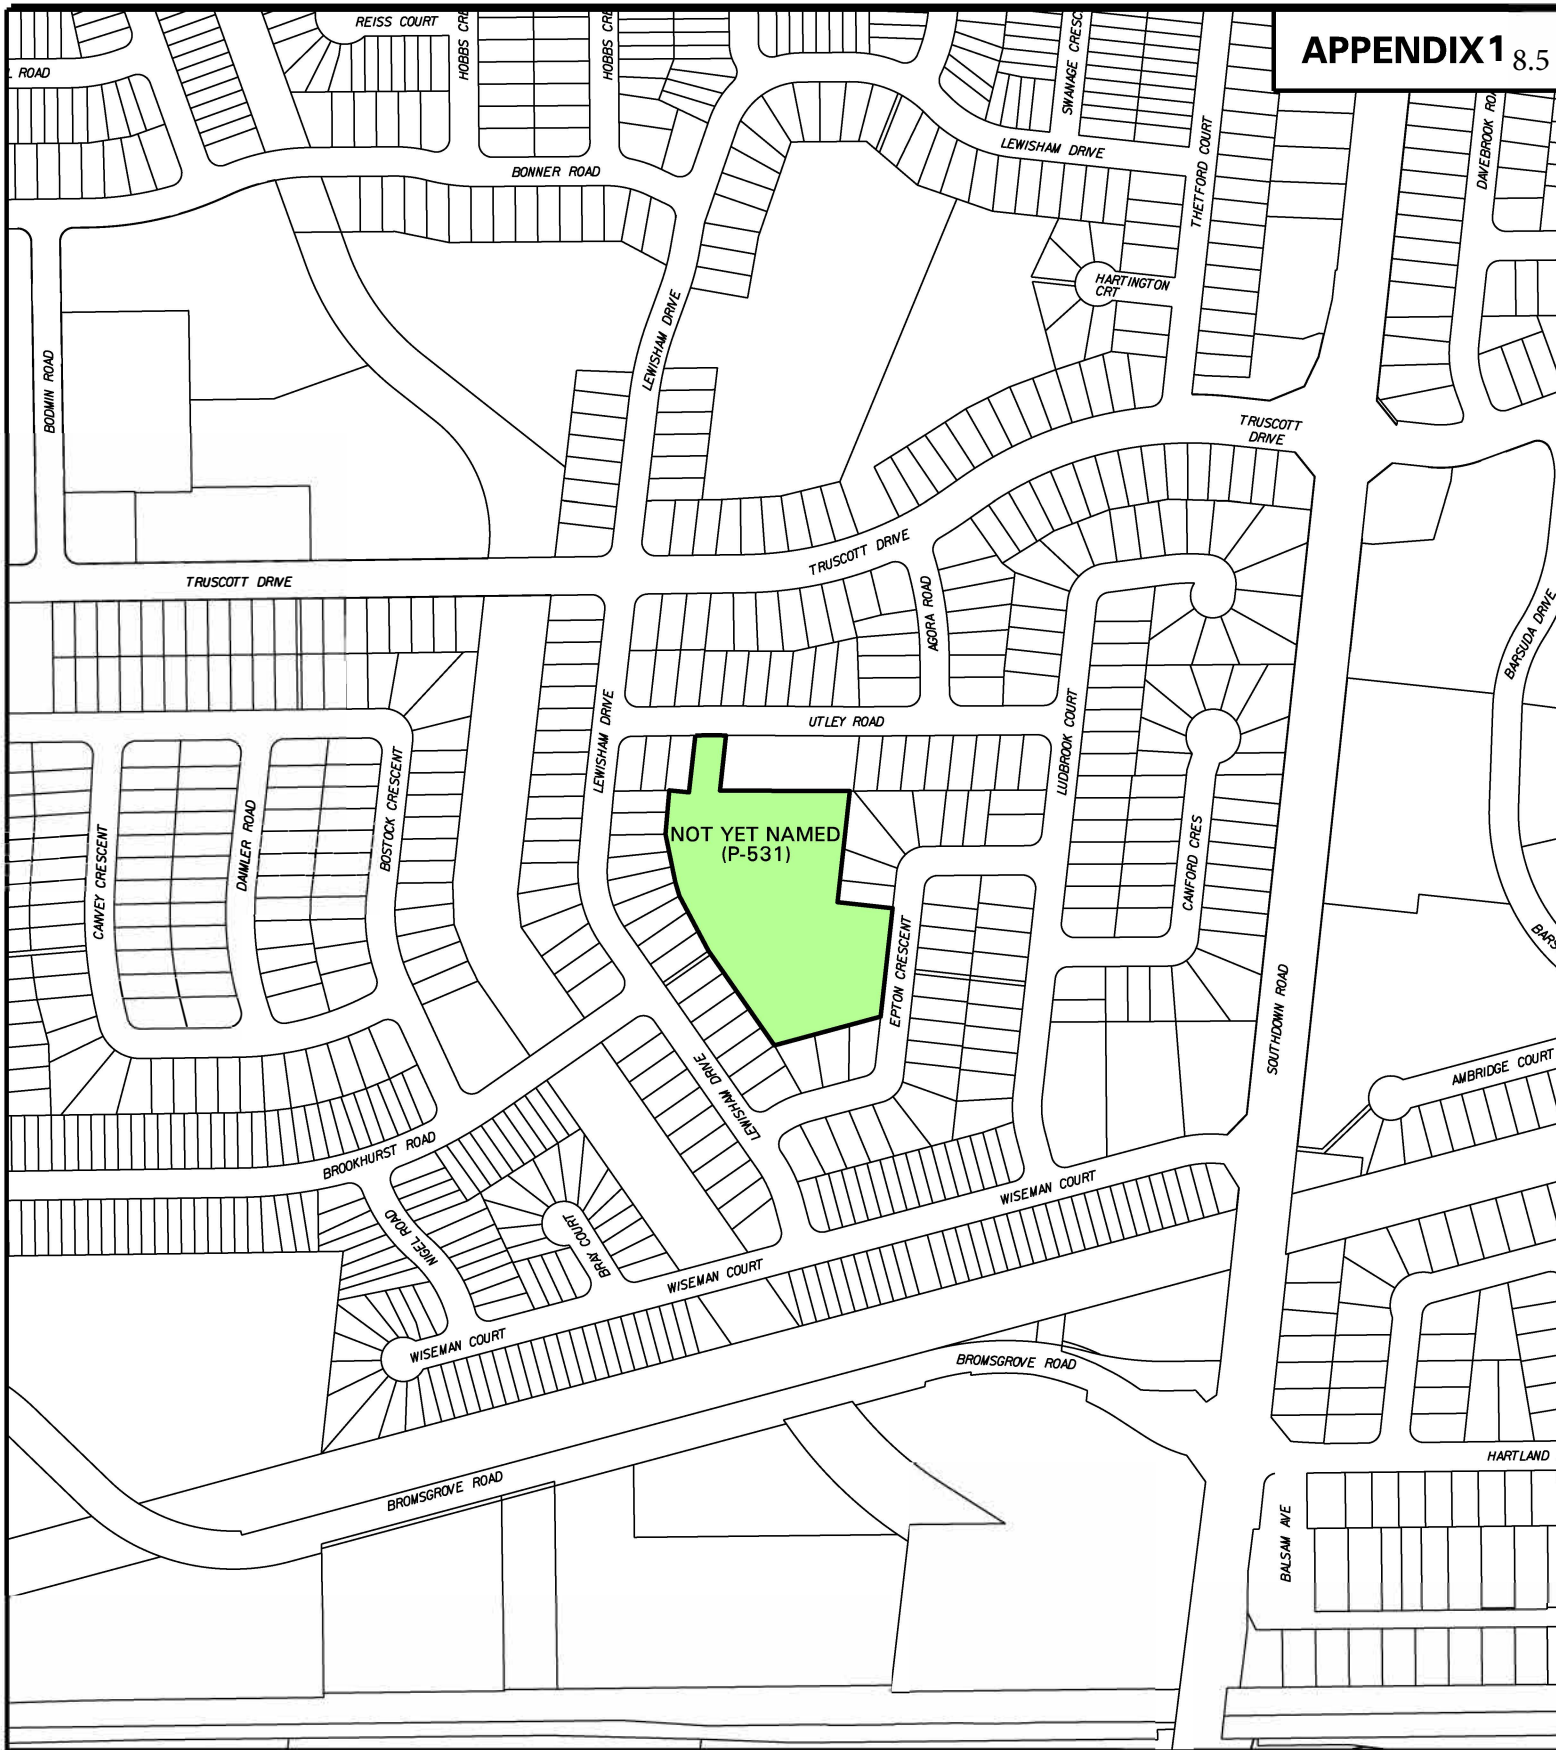 REISS COURT
HOBBS CRE
HOBBS CRE
SWANAGE CRESC
APPENDIX 1 8.5
ROAD
DAVEBROOK ROA
LEWISHAM DRIVE
THETFORD COURT
BONNER ROAD
HARTINGTON
CRT
LEWISHAM DRIVE
BODMIN ROAD
TRUSCOTT
DRIVE
TRUSCOTT DRIVE
TRUSCOTT DRIVE
AGORA ROAD
BARSUDA DRIVE
LEWISHAM DRIVE
UTLEY ROAD
LUDBROOK COURT
BOSTOCK CRESCENT
DAIMLER ROAD
CANVEY CRESCENT
NOT YET NAMED
(P-531)
CANFORD CRES
EPTON CRESCENT
BARS
SOUTHDOWN ROAD
LEWISHAM DRIVE
AMBRIDGE COURT
BROOKHURST ROAD
WISEMAN COURT
NIGEL ROAD
BRAY COURT
WISEMAN COURT
WISEMAN COURT
BROMSGROVE ROAD
HARTLAND
BROMSGROVE ROAD
BALSAM AVE